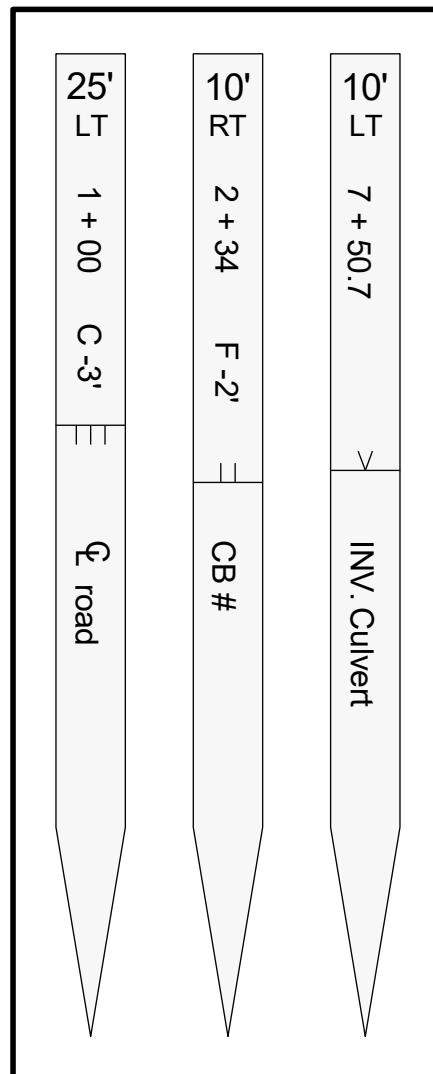 25'
LT
1 + 00
C -3'
℄ road
10'
RT
2 + 34
F -2'
CB #
10'
LT
7 + 50.7
INV. Culvert